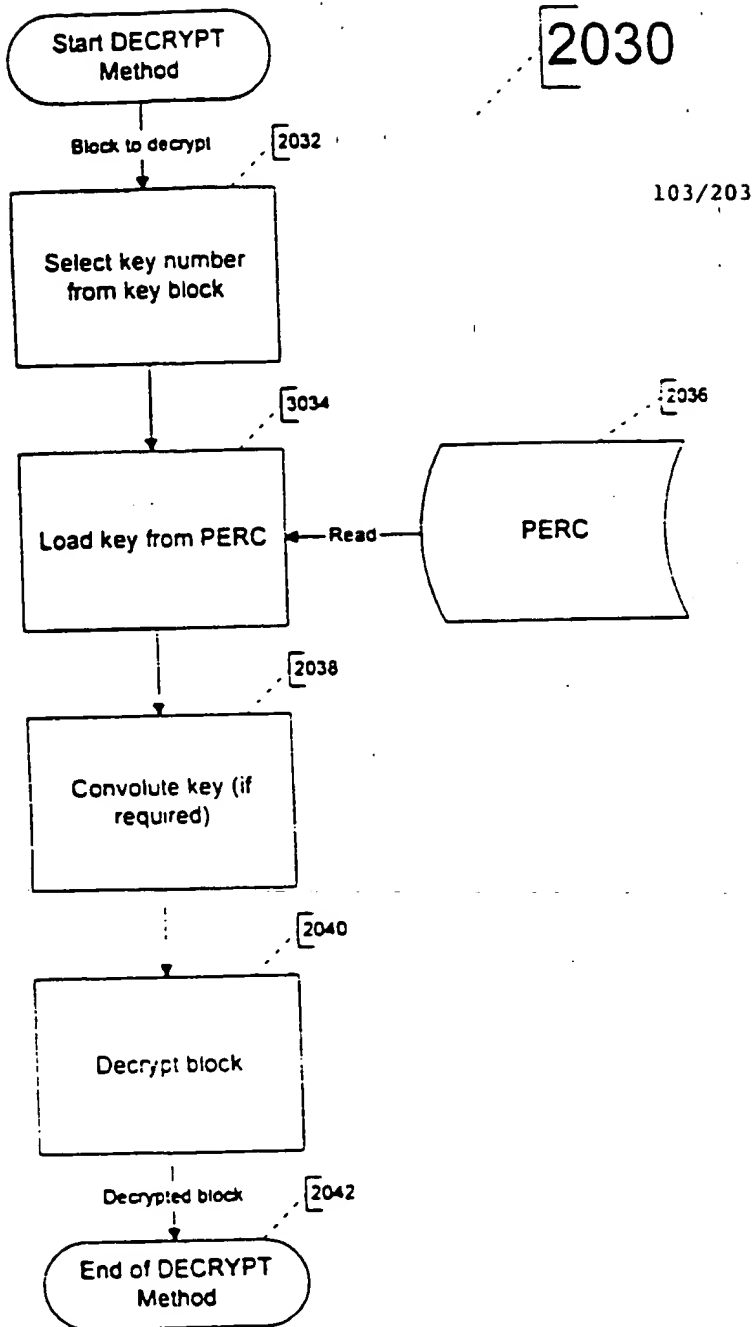 Start DECRYPT
Method
2030
Block to decrypt
2032
103/203
Select key number
from key block
3034
2036
Load key from PERC
Read
PERC
2038
Convolute key (if
required)
2040
Decrypt block
Decrypted block
2042
End of DECRYPT
Method